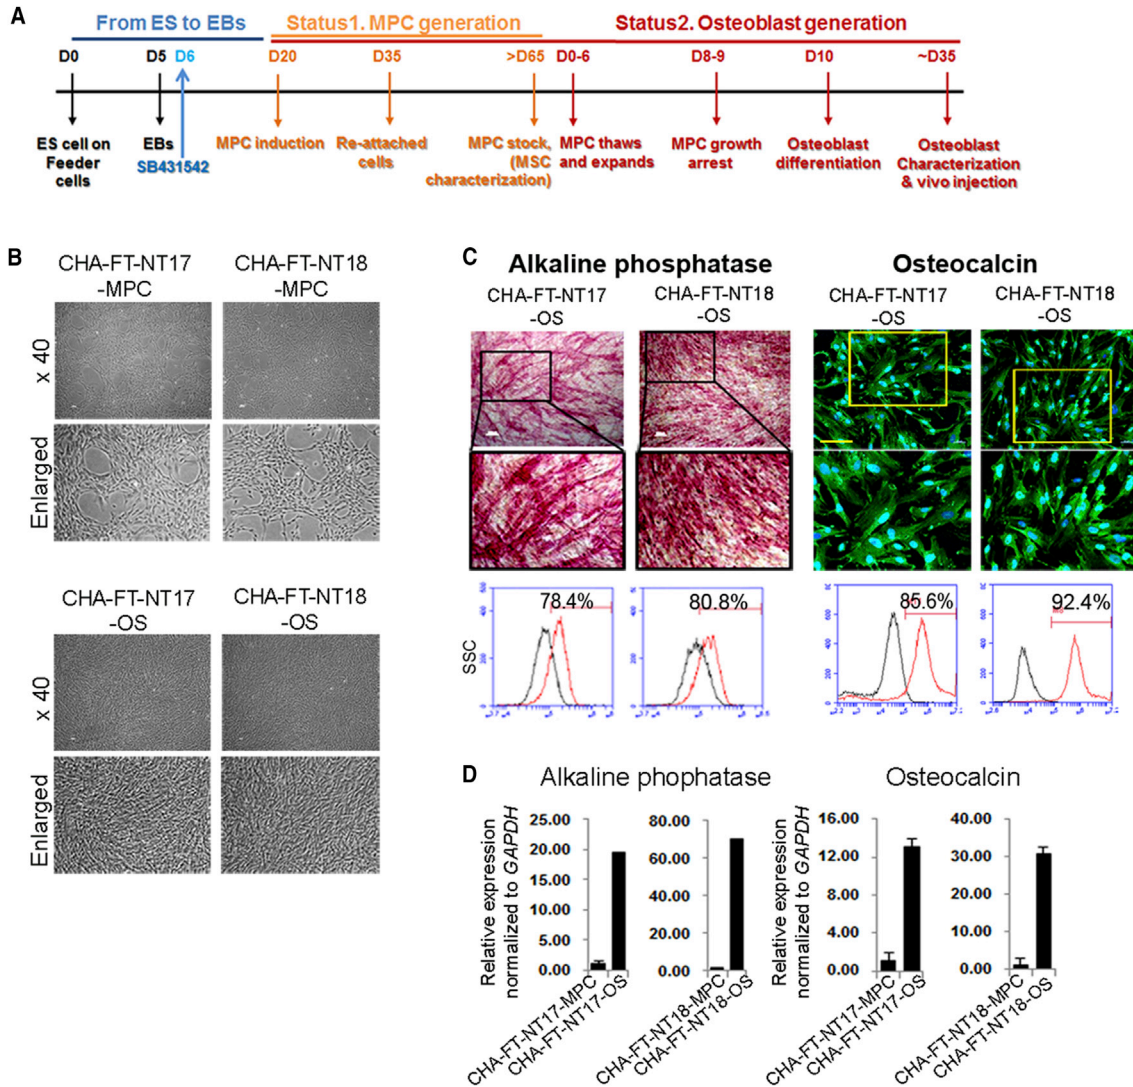 A
From ES to EBs
Status1. MPC generation
Status2. Osteoblast generation
D0
D5
D6
D20
D35
>D65
D0-6
D8-9
D10
~D35
ES cell on
Feeder
cells
EBs
SB431542
MPC induction
Re-attached
cells
MPC stock,
(MSC
characterization)
MPC thaws
and expands
MPC growth
arrest
Osteoblast
differentiation
Osteoblast
Characterization
& vivo injection
B
CHA-FT-NT17
-MPC
CHA-FT-NT18
-MPC
x 40
Enlarged
CHA-FT-NT17
-OS
CHA-FT-NT18
-OS
x 40
Enlarged
C
Alkaline phosphatase
Osteocalcin
CHA-FT-NT17
-OS
CHA-FT-NT18
-OS
CHA-FT-NT17
-OS
CHA-FT-NT18
-OS
78.4%
80.8%
85.6%
92.4%
SSC
D
Alkaline phophatase
Osteocalcin
Relative expression
normalized to GAPDH
25.00
20.00
15.00
10.00
5.00
0.00
CHA-FT-NT17-MPC
CHA-FT-NT17-OS
80.00
60.00
40.00
20.00
0.00
CHA-FT-NT18-MPC
CHA-FT-NT18-OS
Relative expression
normalized to GAPDH
16.00
12.00
8.00
4.00
0.00
CHA-FT-NT17-MPC
CHA-FT-NT17-OS
40.00
30.00
20.00
10.00
0.00
CHA-FT-NT18-MPC
CHA-FT-NT18-OS